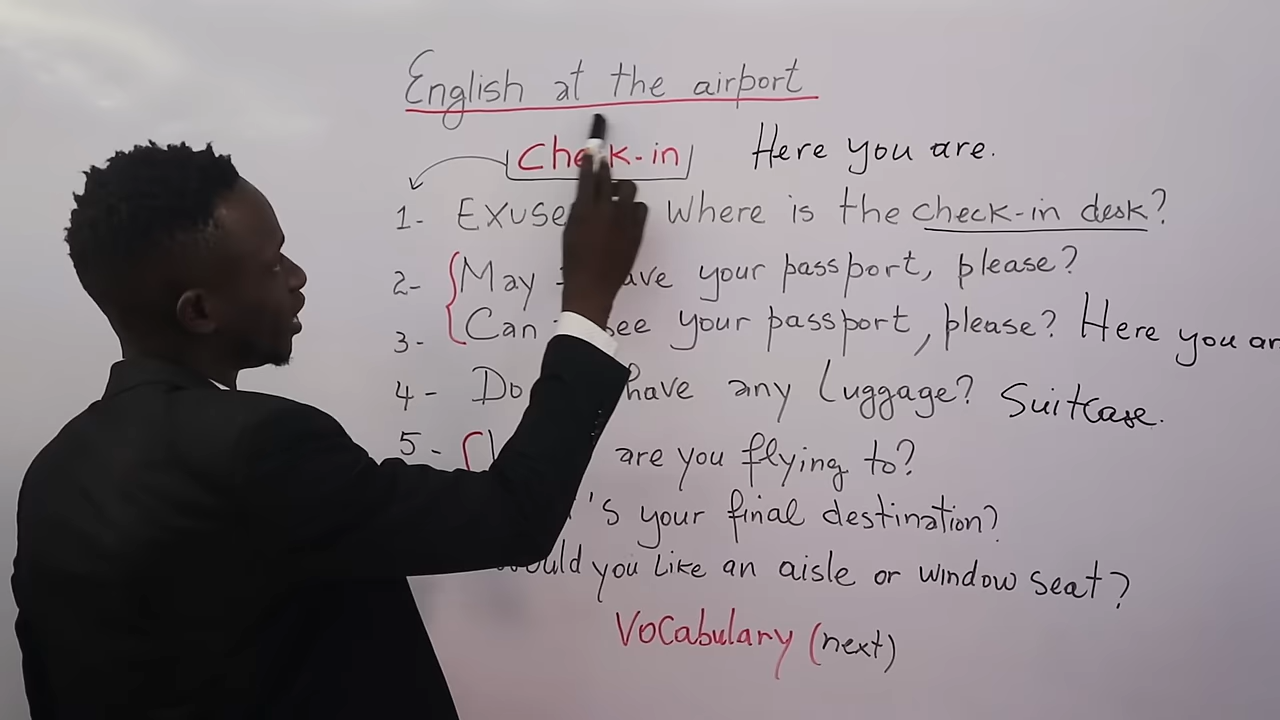 English at the airport
Check-in Here you are.
1- Exuse Where is the check-in desk?
2- May have your passport, please?
3- Can see your passport, please? Here you ar
4- Do have any Luggage? Suitcase.
5- are you flying to?
's your final destination?
Would you Like an aisle or window seat?
Vocabulary (next)